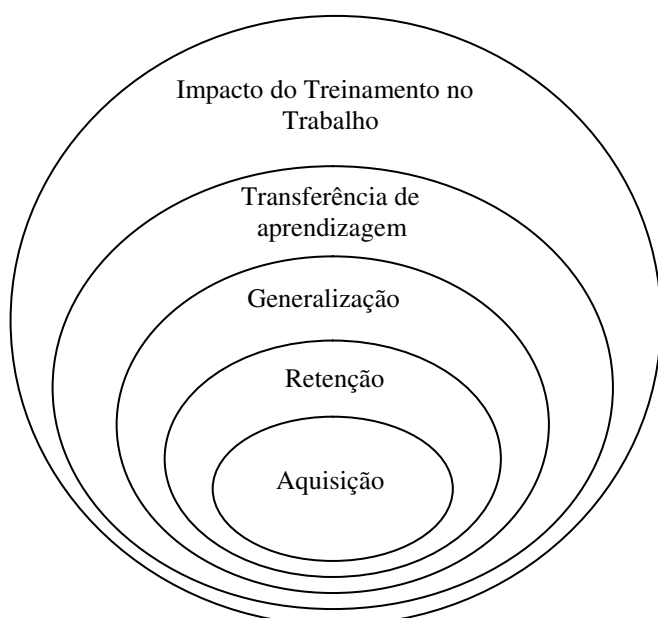 Impacto do Treinamento no
Trabalho
Transferência de
aprendizagem
Generalização
Retenção
Aquisição